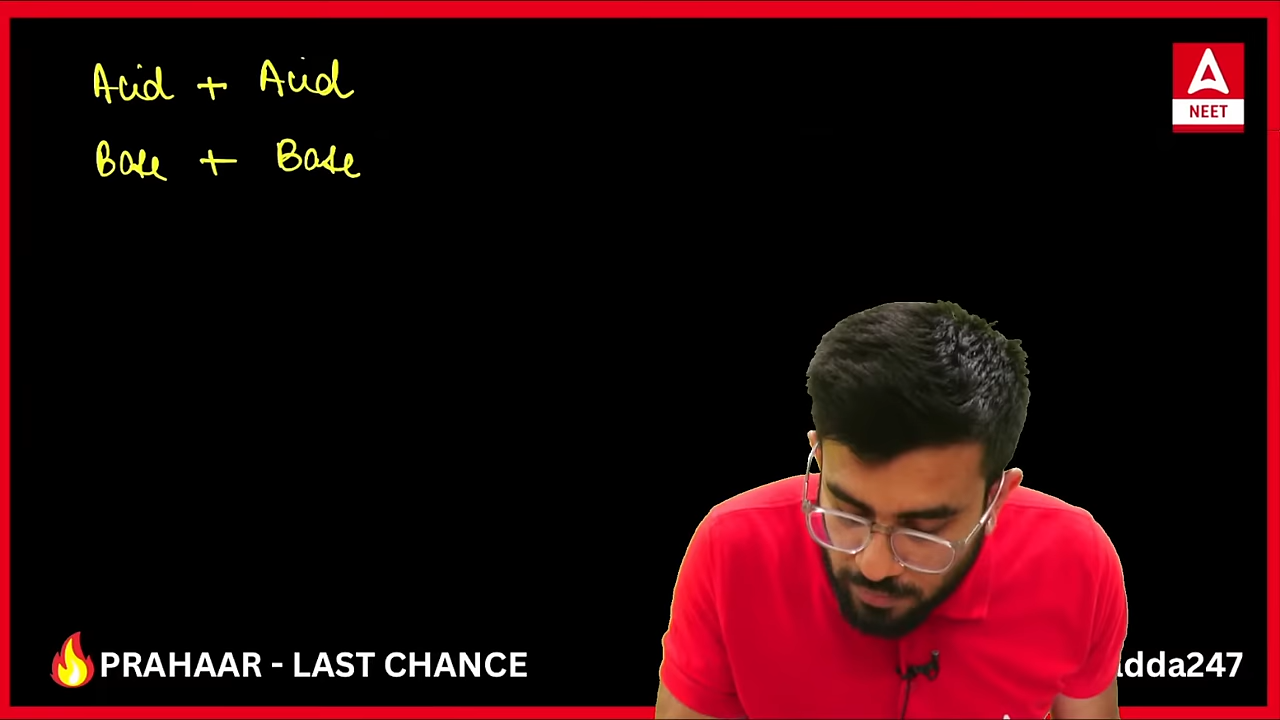 Acid + Acid
Base + Base
NEET
PRAHAAR - LAST CHANCE
dda247